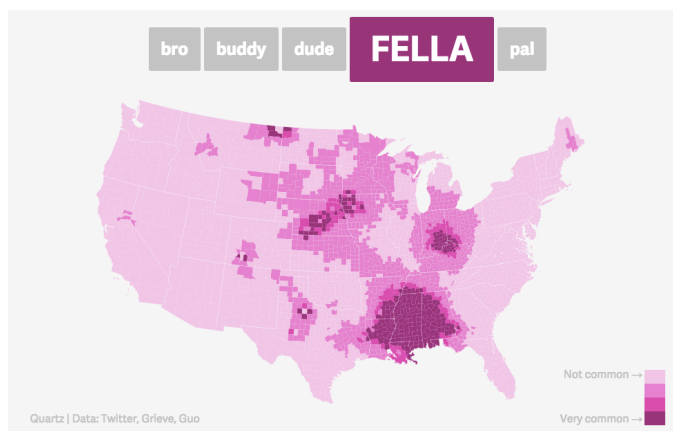 bro buddy dude FELLA pal
Not common →
Very common →
Quartz | Data: Twitter, Grieve, Guo